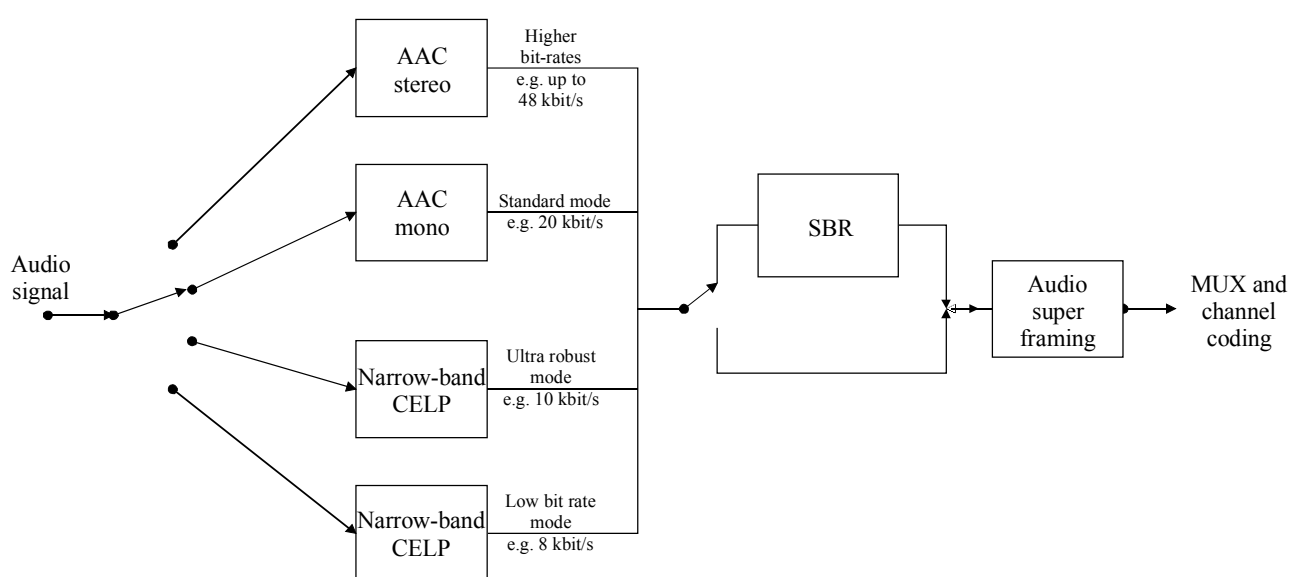 Audio
signal
AAC
stereo
Higher
bit-rates
e.g. up to
48 kbit/s
AAC
mono
Standard mode
e.g. 20 kbit/s
Narrow-band
CELP
Ultra robust
mode
e.g. 10 kbit/s
Narrow-band
CELP
Low bit rate
mode
e.g. 8 kbit/s
SBR
Audio
super
framing
MUX and
channel
coding